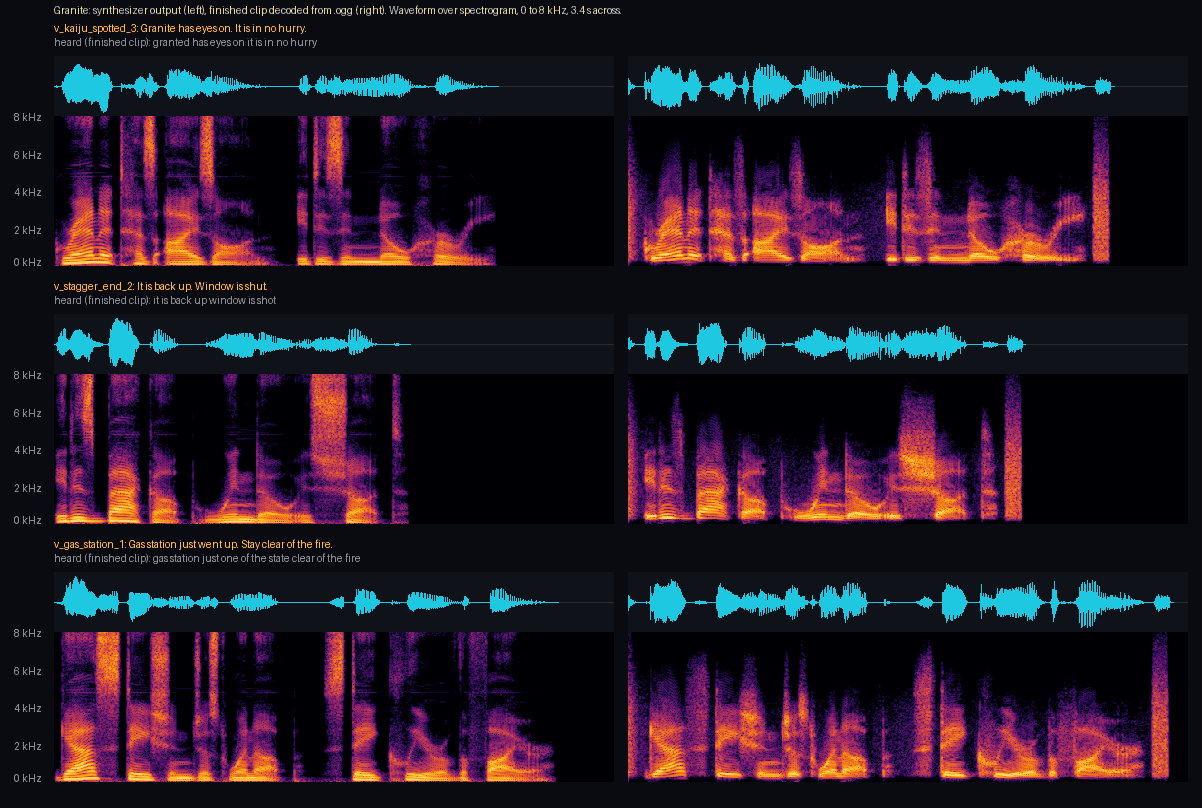 Granite: synthesizer output (left), finished clip decoded from .ogg (right). Waveform over spectrogram, 0 to 8 kHz, 3.4 s across.
v_kaiju_spotted_3: Granite has eyes on. It is in no hurry.
heard (finished clip): granted has eyes on it is in no hurry
8 kHz
6 kHz
4 kHz
2 kHz
0 kHz
v_stagger_end_2: It is back up. Window is shut.
heard (finished clip): it is back up window is shot
8 kHz
6 kHz
4 kHz
2 kHz
0 kHz
v_gas_station_1: Gas station just went up. Stay clear of the fire.
heard (finished clip): gas station just one of the state clear of the fire
8 kHz
6 kHz
4 kHz
2 kHz
0 kHz